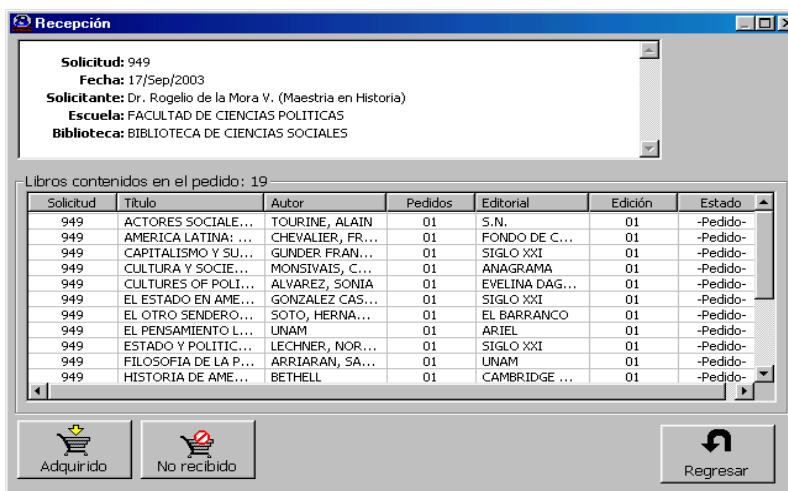 Recepción
Solicitud: 949
Fecha: 17/Sep/2003
Solicitante: Dr. Rogelio de la Mora V. (Maestria en Historia)
Escuela: FACULTAD DE CIENCIAS POLITICAS
Biblioteca: BIBLIOTECA DE CIENCIAS SOCIALES
Libros contenidos en el pedido: 19
Solicitud Título Autor Pedidos Editorial Edición Estado
949 ACTORES SOCIALE... TOURINE, ALAIN 01 S.N. 01 -Pedido-
949 AMERICA LATINA: ... CHEVALIER, FR... 01 FONDO DE C... 01 -Pedido-
949 CAPITALISMO Y SU... GUNDER FRAN... 01 SIGLO XXI 01 -Pedido-
949 CULTURA Y SOCIE... MONSIVAIS, C... 01 ANAGRAMA 01 -Pedido-
949 CULTURES OF POLI... ALVAREZ, SONIA 01 EVELINA DAG... 01 -Pedido-
949 EL ESTADO EN AME... GONZALEZ CAS... 01 SIGLO XXI 01 -Pedido-
949 EL OTRO SENDERO... SOTO, HERNA... 01 EL BARRANCO 01 -Pedido-
949 EL PENSAMIENTO L... UNAM 01 ARIEL 01 -Pedido-
949 ESTADO Y POLITIC... LECHNER, NOR... 01 SIGLO XXI 01 -Pedido-
949 FILOSOFIA DE LA P... ARRIARAN, SA... 01 UNAM 01 -Pedido-
949 HISTORIA DE AME... BETHELL 01 CAMBRIDGE ... 01 -Pedido-
Adquirido No recibido Regresar